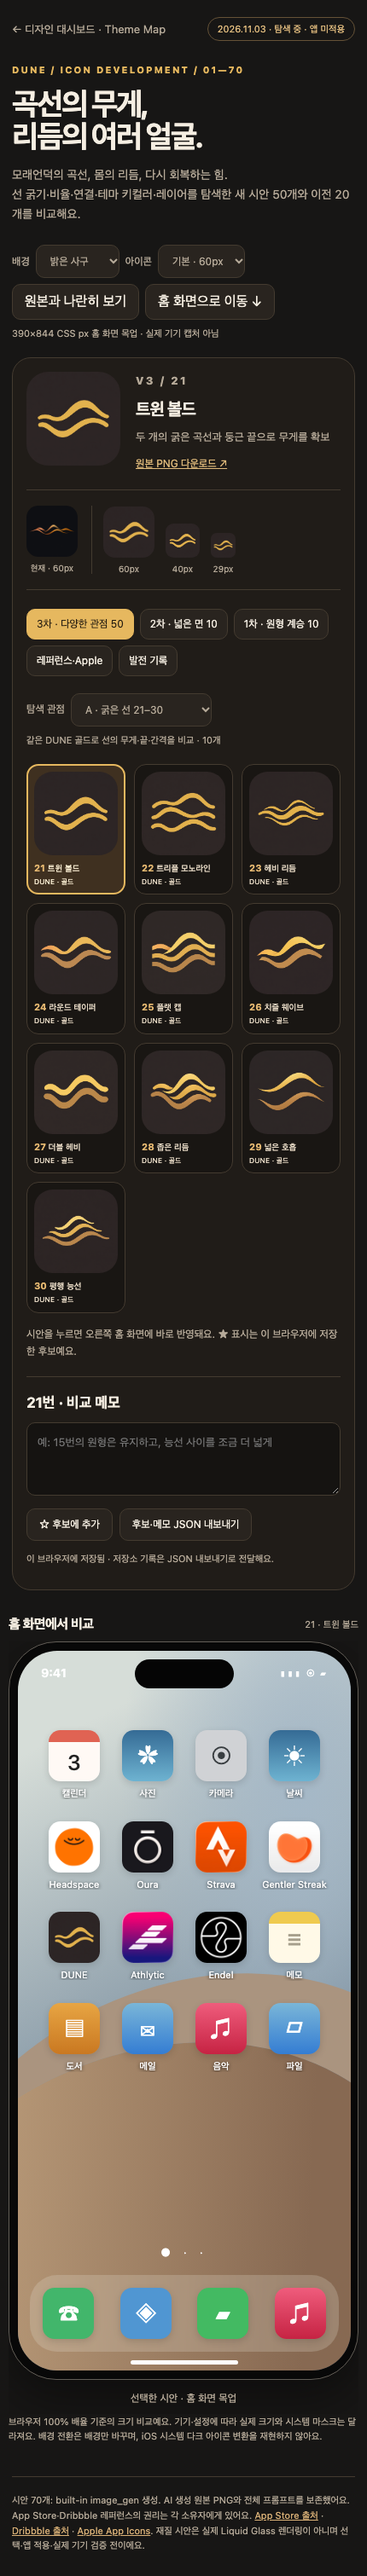 ← 디자인 대시보드 · Theme Map
2026.11.03 · 탐색 중 · 앱 미적용
DUNE / ICON DEVELOPMENT / 01—70
곡선의 무게,
리듬의 여러 얼굴.
모래언덕의 곡선, 몸의 리듬, 다시 회복하는 힘.
선 굵기·비율·연결·테마 키컬러·레이어를 탐색한 새 시안 50개와 이전 20
개를 비교해요.
배경 밝은 사구 아이콘 기본 · 60px
원본과 나란히 보기 홈 화면으로 이동 ↓
390×844 CSS px 홈 화면 목업 · 실제 기기 캡처 아님
V3 / 21
트윈 볼드
두 개의 굵은 곡선과 둥근 끝으로 무게를 확보
원본 PNG 다운로드 ↗
현재 · 60px 60px 40px 29px
3차 · 다양한 관점 50 2차 · 넓은 면 10 1차 · 원형 계승 10
레퍼런스·Apple 발전 기록
탐색 관점 A · 굵은 선 21–30
같은 DUNE 골드로 선의 무게·끝·간격을 비교 · 10개
21 트윈 볼드 22 트리플 모노라인 23 헤비 리듬
DUNE · 골드 DUNE · 골드 DUNE · 골드
24 라운드 테이퍼 25 플랫 캡 26 치즐 웨이브
DUNE · 골드 DUNE · 골드 DUNE · 골드
27 더블 헤비 28 좁은 리듬 29 넓은 호흡
DUNE · 골드 DUNE · 골드 DUNE · 골드
30 평행 능선
DUNE · 골드
시안을 누르면 오른쪽 홈 화면에 바로 반영돼요. ★ 표시는 이 브라우저에 저장
한 후보예요.
21번 · 비교 메모
예: 15번의 원형은 유지하고, 능선 사이를 조금 더 넓게
☆ 후보에 추가 후보·메모 JSON 내보내기
이 브라우저에 저장됨 · 저장소 기록은 JSON 내보내기로 전달해요.
홈 화면에서 비교 21 · 트윈 볼드
9:41
3
캘린더 사진 카메라 날씨
Headspace Oura Strava Gentler Streak
DUNE Athlytic Endel 메모
도서 메일 음악 파일
선택한 시안 · 홈 화면 목업
브라우저 100% 배율 기준의 크기 비교예요. 기기·설정에 따라 실제 크기와 시스템 마스크는 달
라져요. 배경 전환은 배경만 바꾸며, iOS 시스템 다크 아이콘 변환을 재현하지 않아요.
시안 70개: built-in image_gen 생성. AI 생성 원본 PNG와 전체 프롬프트를 보존했어요.
App Store·Dribbble 레퍼런스의 권리는 각 소유자에게 있어요. App Store 출처 ·
Dribbble 출처 · Apple App Icons. 재질 시안은 실제 Liquid Glass 렌더링이 아니며 선
택·앱 적용·실제 기기 검증 전이에요.